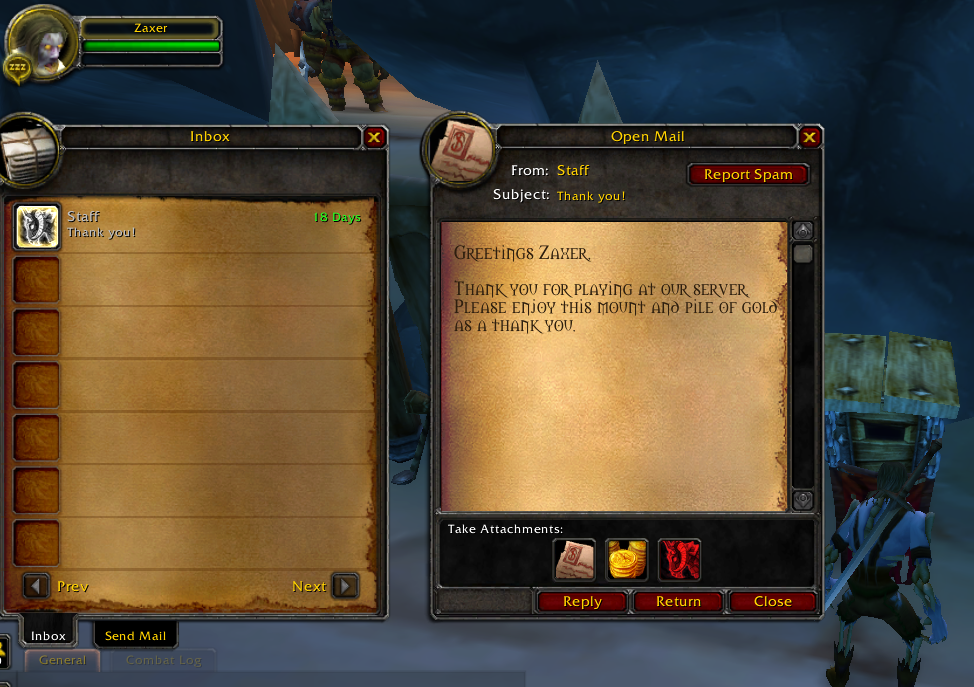 Zaxer
zzz
Inbox
Staff
18 Days
Thank you!
Prev
Next
Inbox
Send Mail
General
Combat Log
Open Mail
From: Staff
Report Spam
Subject: Thank you!
Greetings Zaxer,
Thank you for playing at our server
Please enjoy this mount and pile of gold
as a thank you.
Take Attachments:
Reply
Return
Close